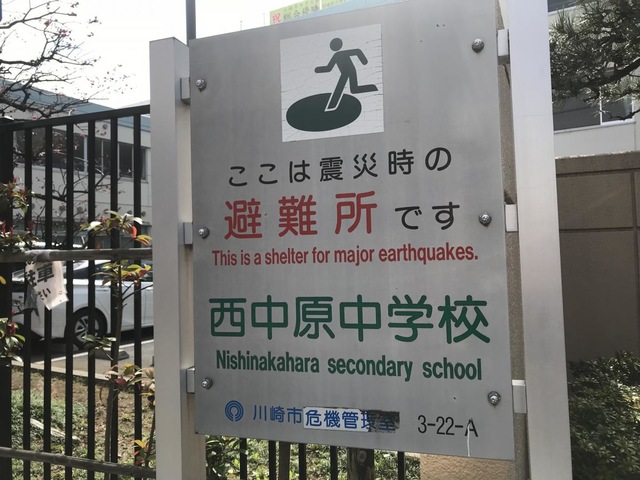 ここは震災時の
避難所です
This is a shelter for major earthquakes.
西中原中学校
Nishinakahara secondary school
川崎市危機管理室 3-22-A